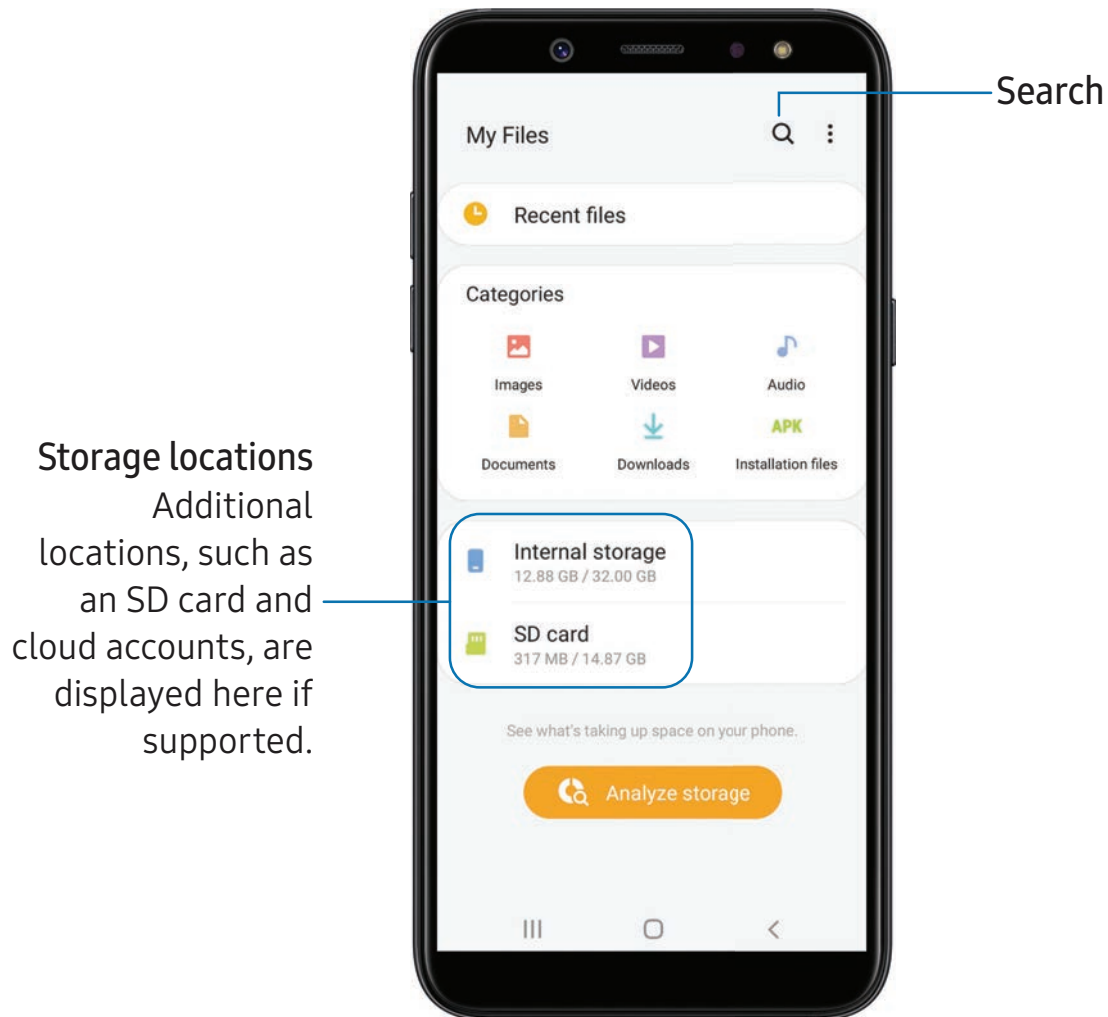 Search
My Files
Recent files
Categories
Images
Videos
Audio
APK
Documents
Downloads
Installation files
Storage locations
Additional
locations, such as
an SD card and
cloud accounts, are
displayed here if
supported.
Internal storage
12.88 GB / 32.00 GB
SD card
317 MB / 14.87 GB
See what's taking up space on your phone.
Analyze storage